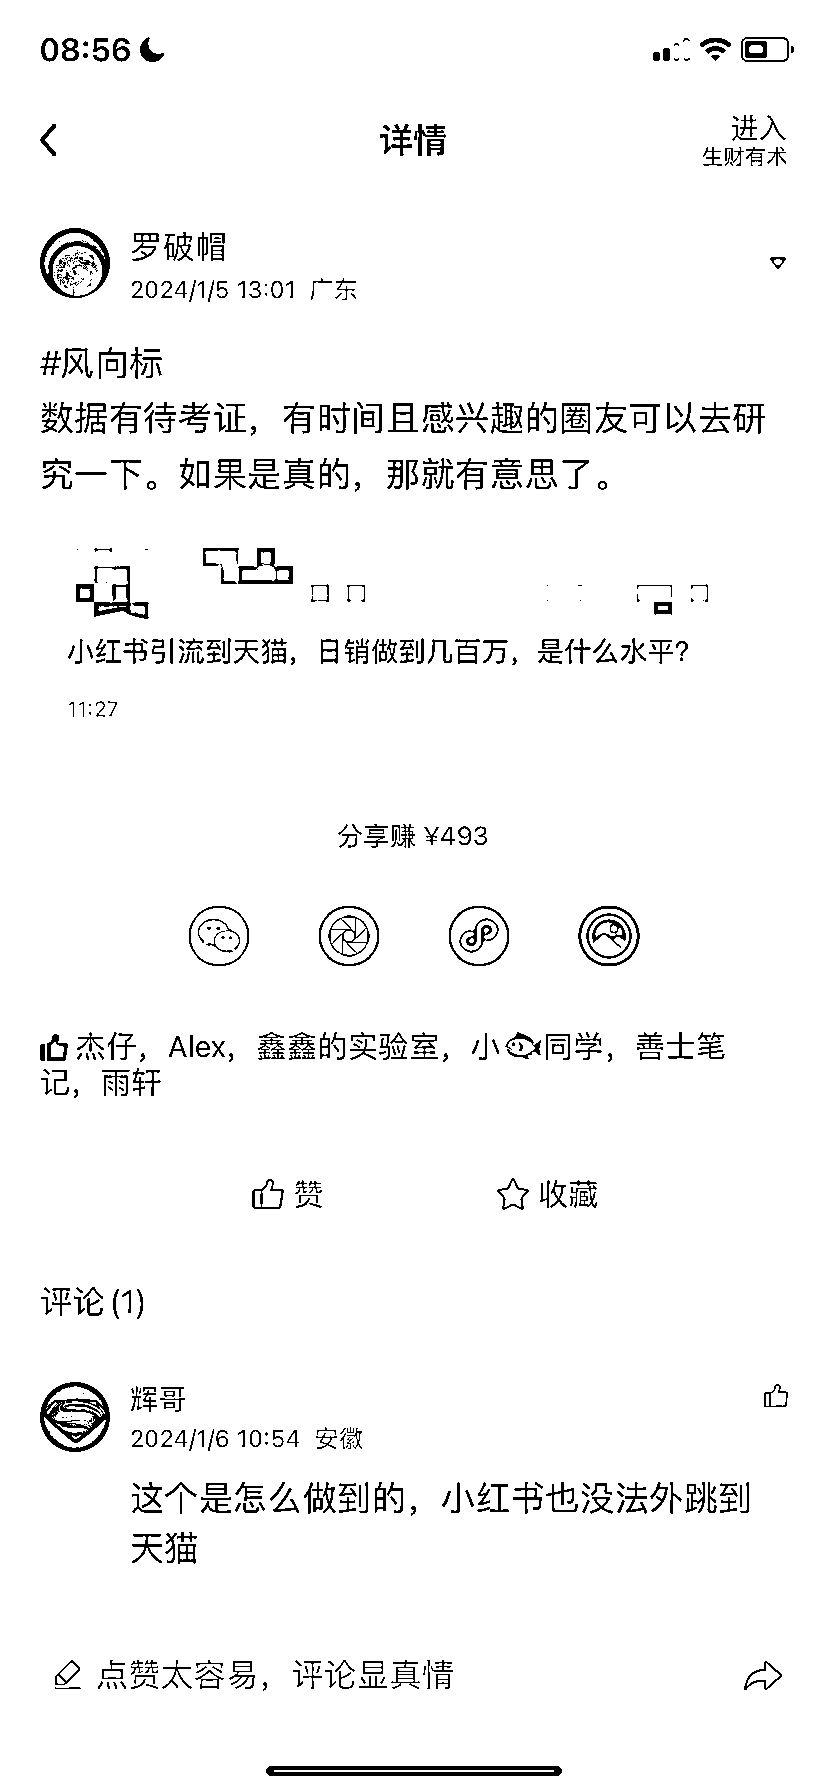 08:56
详情
进入
生财有术
罗破帽
2024/1/5 13:01 广东
#风向标
数据有待考证，有时间且感兴趣的圈友可以去研
究一下。如果是真的，那就有意思了。
小红书引流到天猫，日销做到几百万，是什么水平？
11:27
分享赚 ¥493
杰仔，Alex，鑫鑫的实验室，小🐟同学，善士笔
记，雨轩
赞
收藏
评论 (1)
辉哥
2024/1/6 10:54 安徽
这个是怎么做到的，小红书也没法外跳到
天猫
点赞太容易，评论显真情